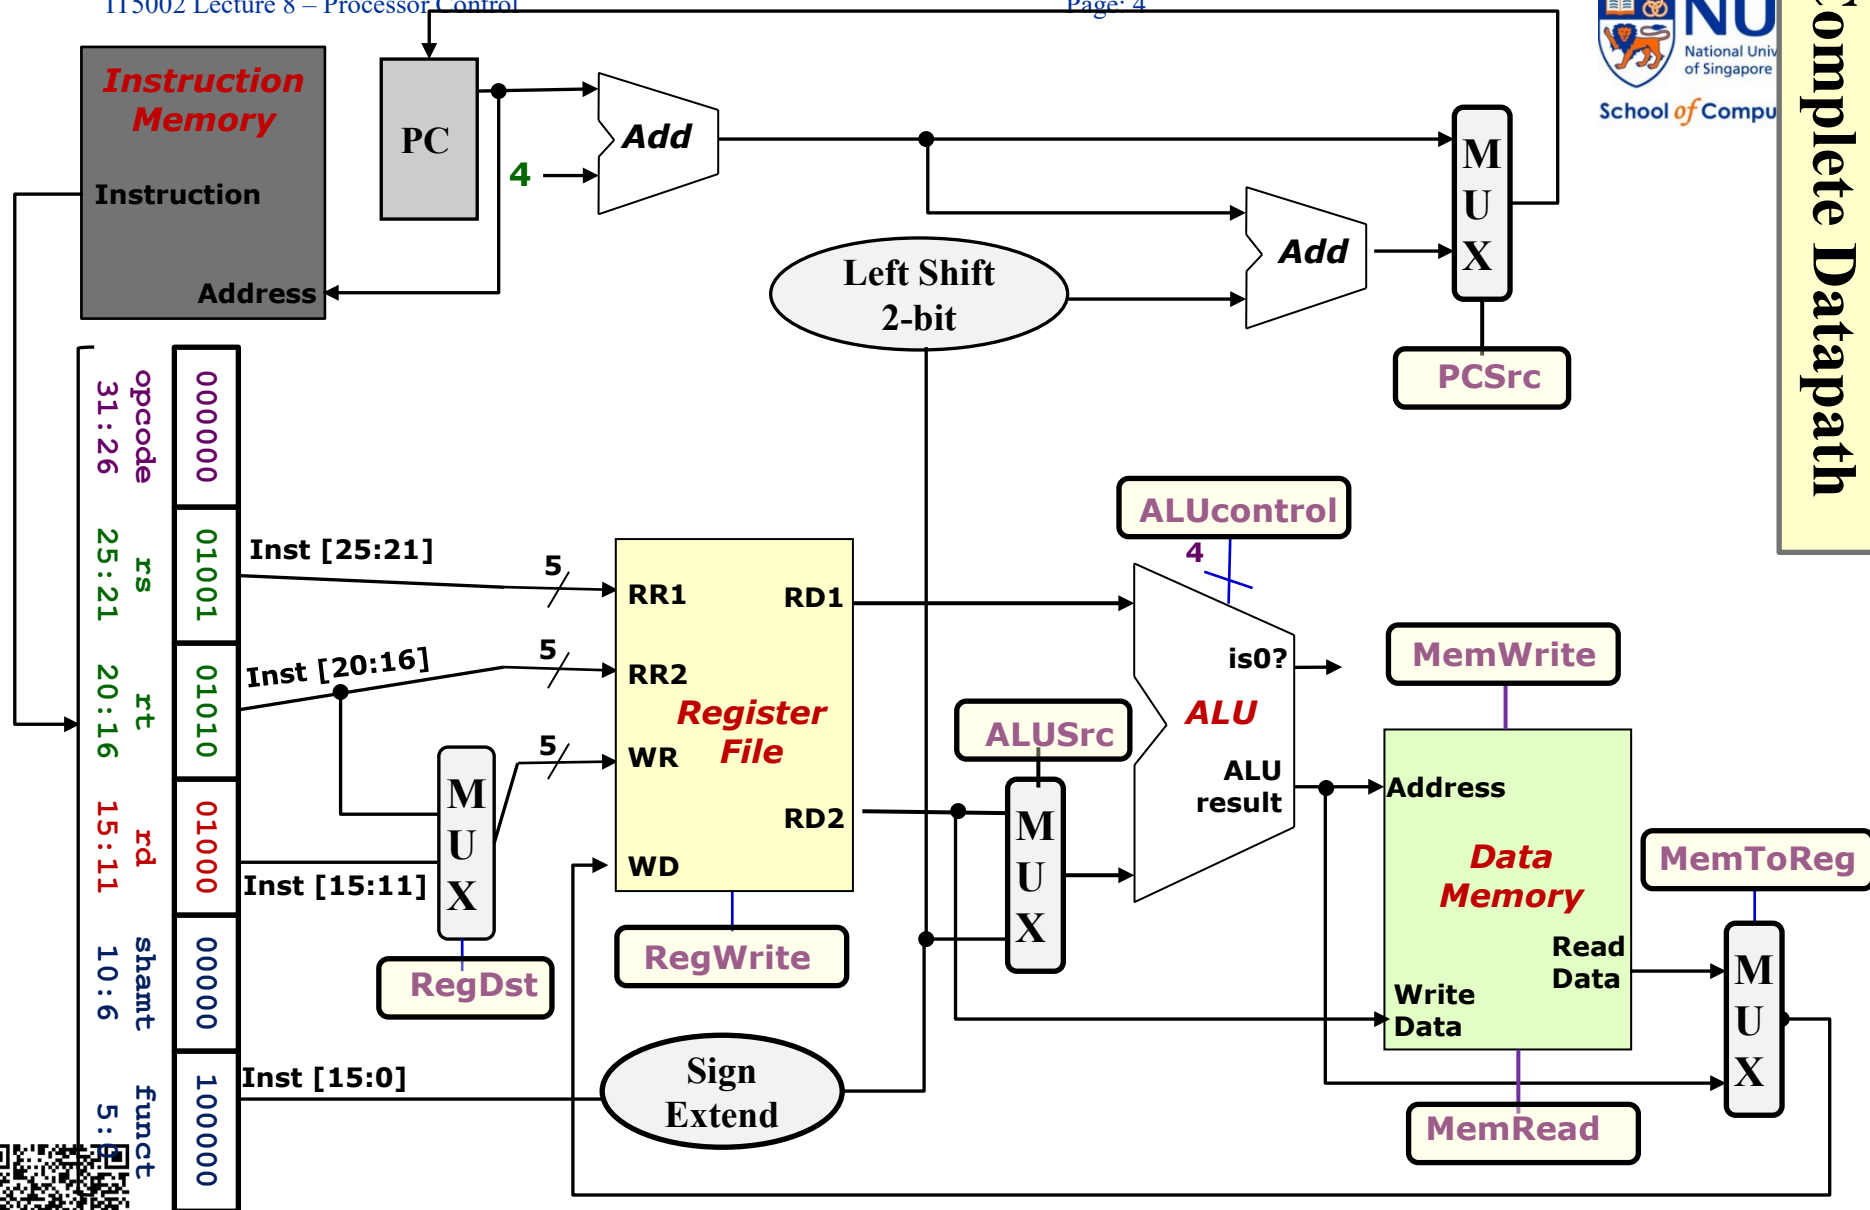 IT5002 Lecture 8 – Processor Control
Page: 4
National Univ
of Singapore
School of Compu
Complete Datapath
Instruction
Memory
Instruction
Address
PC
4
Add
Add
M
U
X
PCSrc
Left Shift
2-bit
opcode
31:26
000000
rs
25:21
01001
rt
20:16
01010
rd
15:11
01000
shamt
10:6
00000
funct
5:0
100000
Inst [25:21]
5
Inst [20:16]
5
5
Inst [15:11]
Inst [15:0]
M
U
X
RegDst
RR1
RR2
WR
WD
RD1
RD2
Register
File
RegWrite
Sign
Extend
ALUSrc
M
U
X
ALUcontrol
4
ALU
is0?
ALU
result
MemWrite
Address
Data
Memory
Read
Data
Write
Data
MemRead
MemToReg
M
U
X